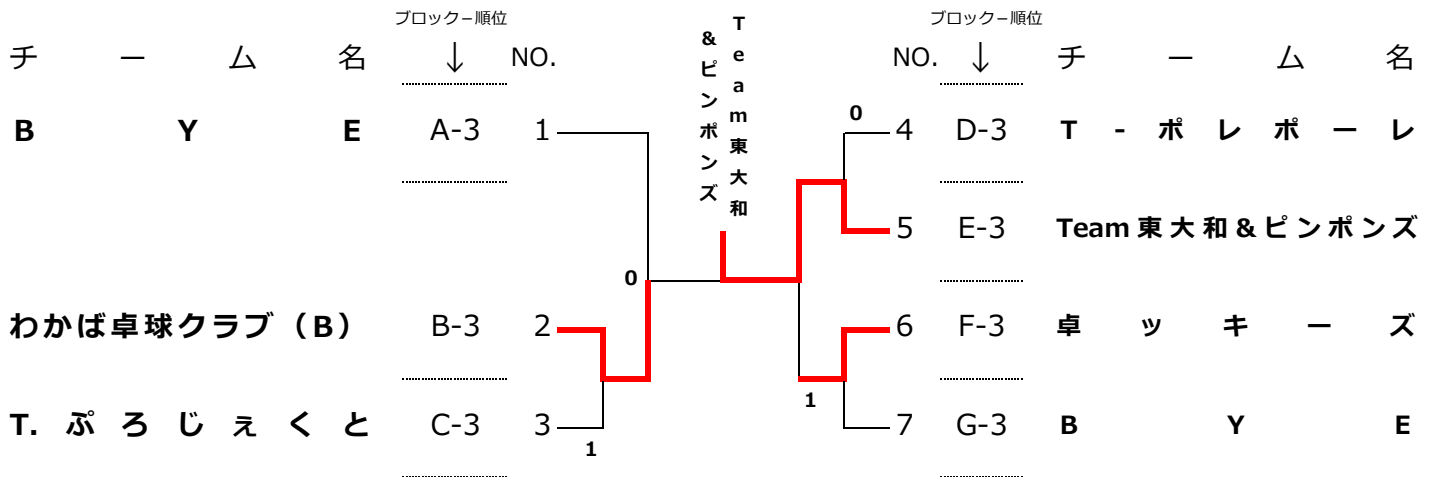 ブロック－順位 ブロック－順位
チーム名 ↓ NO. NO. ↓ チーム名
Team東大和
&ピンポンズ
BYE A-3 1 0 4 D-3 T-ポレポーレ
5 E-3 Team東大和&ピンポンズ
0
わかば卓球クラブ（B） B-3 2 6 F-3 卓ッキーズ
1
T.ぷろじぇくと C-3 3 7 G-3 BYE
1